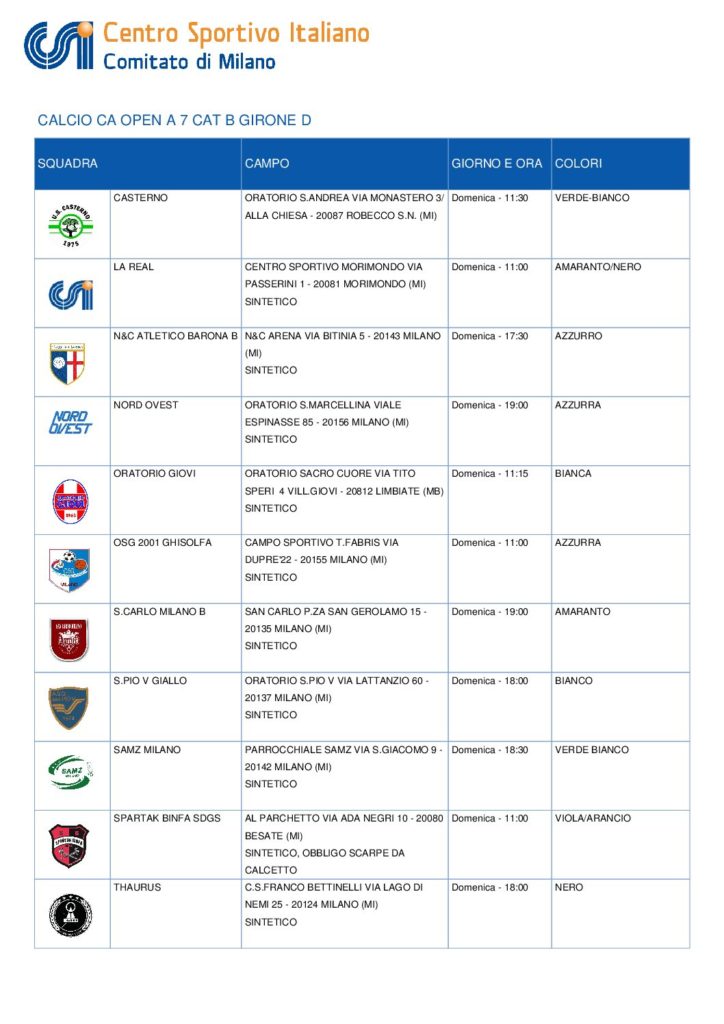 CSI Centro Sportivo Italiano
Comitato di Milano
CALCIO CA OPEN A 7 CAT B GIRONE D
SQUADRA CAMPO GIORNO E ORA COLORI
U.S. CASTERNO
1975
CASTERNO ORATORIO S.ANDREA VIA MONASTERO 3/ Domenica - 11:30 VERDE-BIANCO
ALLA CHIESA - 20087 ROBECCO S.N. (MI)
CSI
LA REAL CENTRO SPORTIVO MORIMONDO VIA Domenica - 11:00 AMARANTO/NERO
PASSERINI 1 - 20081 MORIMONDO (MI)
SINTETICO
N&C ATLETICO BARONA B N&C ARENA VIA BITINIA 5 - 20143 MILANO Domenica - 17:30 AZZURRO
(MI)
SINTETICO
NORD
OVEST
NORD OVEST ORATORIO S.MARCELLINA VIALE Domenica - 19:00 AZZURRA
ESPINASSE 85 - 20156 MILANO (MI)
SINTETICO
ORATORIO GIOVI ORATORIO SACRO CUORE VIA TITO Domenica - 11:15 BIANCA
SPERI  4 VILL.GIOVI - 20812 LIMBIATE (MB)
SINTETICO
OSG 2001 GHISOLFA CAMPO SPORTIVO T.FABRIS VIA Domenica - 11:00 AZZURRA
DUPRE'22 - 20155 MILANO (MI)
SINTETICO
S.CARLO MILANO B SAN CARLO P.ZA SAN GEROLAMO 15 - Domenica - 19:00 AMARANTO
20135 MILANO (MI)
SINTETICO
S.PIO V GIALLO ORATORIO S.PIO V VIA LATTANZIO 60 - Domenica - 18:00 BIANCO
20137 MILANO (MI)
SINTETICO
SAMZ
SAMZ MILANO PARROCCHIALE SAMZ VIA S.GIACOMO 9 - Domenica - 18:30 VERDE BIANCO
20142 MILANO (MI)
SINTETICO
SPARTAK BINFA SDGS AL PARCHETTO VIA ADA NEGRI 10 - 20080 Domenica - 11:00 VIOLA/ARANCIO
BESATE (MI)
SINTETICO, OBBLIGO SCARPE DA
CALCETTO
THAURUS C.S.FRANCO BETTINELLI VIA LAGO DI Domenica - 18:00 NERO
NEMI 25 - 20124 MILANO (MI)
SINTETICO